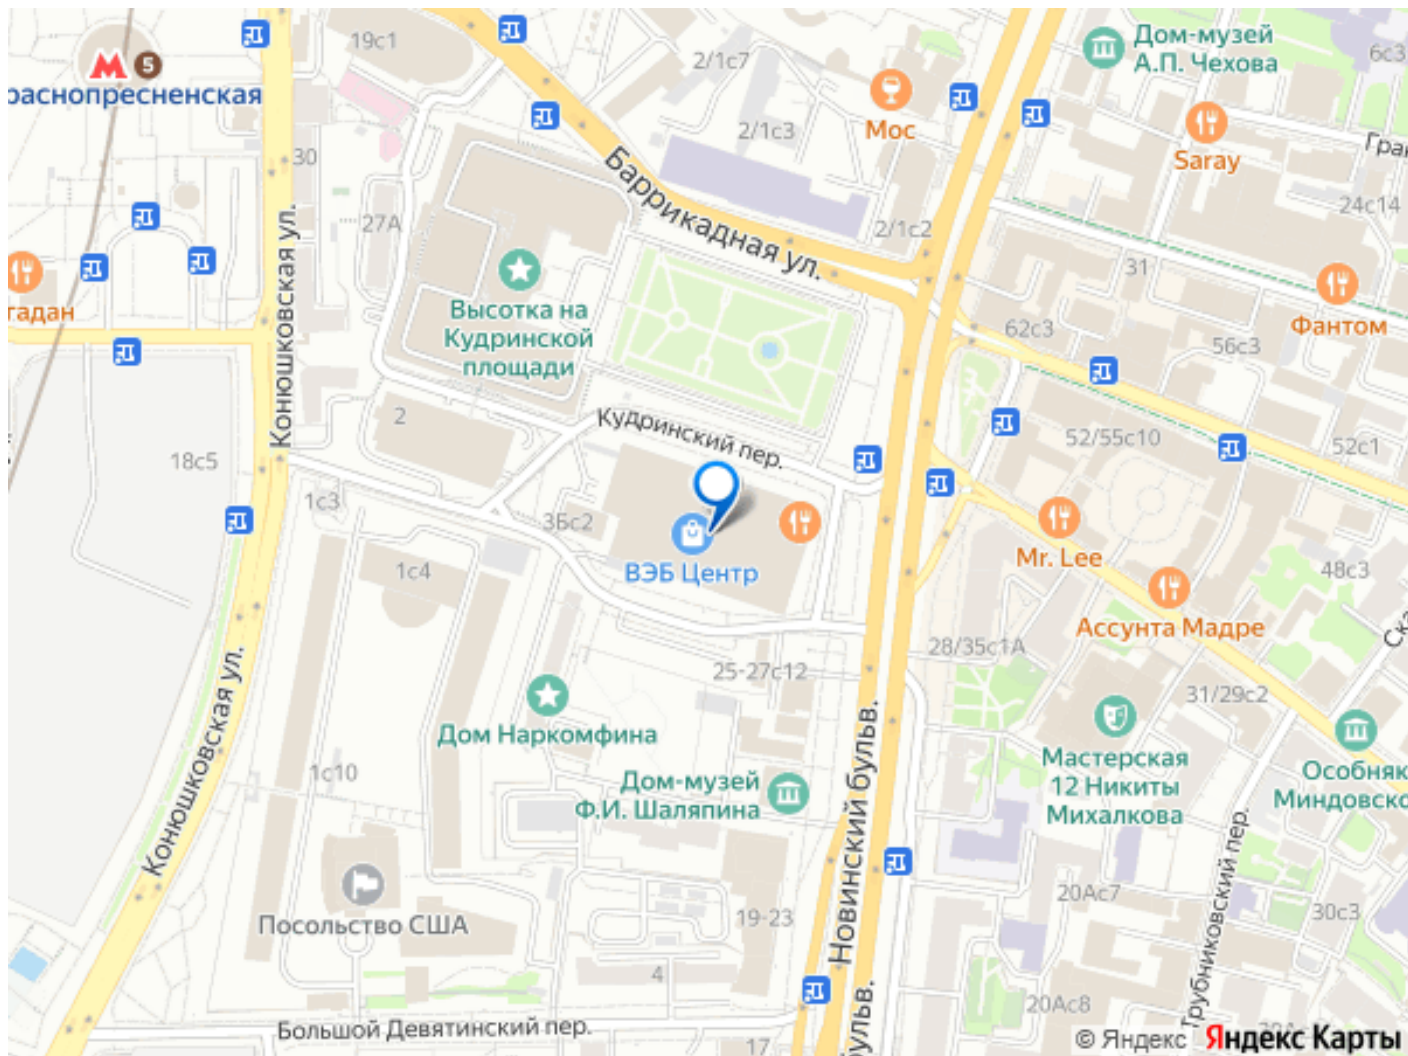 19с1
2/1с7
Дом-музей
А.П. Чехова
6с3
М 5
раснопресненская
Мос
2/1с3
Saray
Гран
30
Баррикадная ул.
27А
24с14
2/1с2
31
Конюшковская ул.
гадан
Высотка на
Кудринской
площади
62с3
56с3
Фантом
2
Кудринский пер.
52/55с10
52с1
18с5
1с3
3Бс2
ВЭБ Центр
Mr. Lee
48с3
1с4
Ассунта Мадре
Ска
28/35с1А
25-27с12
31/29с2
Дом Наркомфина
Новинский бульв.
Мастерская
12 Никиты
Михалкова
Особняк
Миндовско
Конюшковская ул.
1с10
Дом-музей
Ф.И. Шаляпина
Трубниковский пер.
20Ас7
30с3
Посольство США
19-23
4
20Ас8
Большой Девятинский пер.
17
бульв.
© Яндекс Яндекс Карты